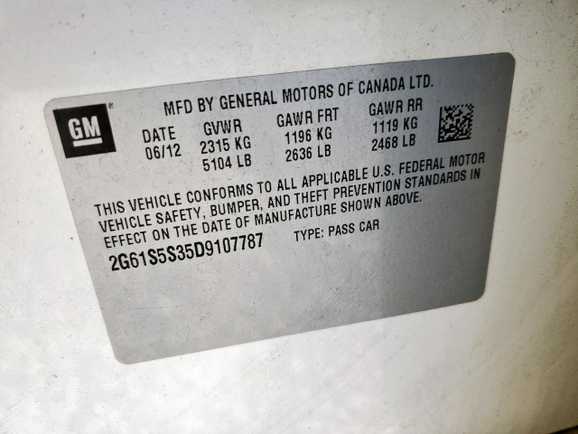 GM
MFD BY GENERAL MOTORS OF CANADA LTD.
DATE GVWR GAWR FRT GAWR RR
06/12 2315 KG 1196 KG 1119 KG
5104 LB 2636 LB 2468 LB
THIS VEHICLE CONFORMS TO ALL APPLICABLE U.S. FEDERAL MOTOR
VEHICLE SAFETY, BUMPER, AND THEFT PREVENTION STANDARDS IN
EFFECT ON THE DATE OF MANUFACTURE SHOWN ABOVE.
2G61S5S35D9107787 TYPE: PASS CAR